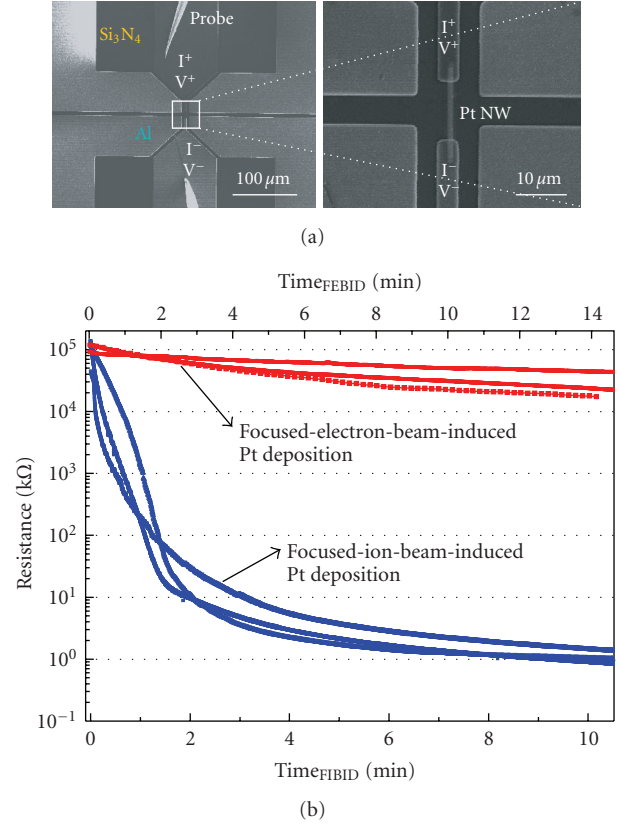 Si₃N₄
Probe
I⁺
V⁺
Al
I⁻
V⁻
100 μm
I⁺
V⁺
Pt NW
I⁻
V⁻
10 μm
(a)
Time_FEBID (min)
0 2 4 6 8 10 12 14
10⁵
10⁴
10³
10²
10¹
10⁰
10⁻¹
Resistance (kΩ)
Focused-electron-beam-induced
Pt deposition
Focused-ion-beam-induced
Pt deposition
0 2 4 6 8 10
Time_FIBID (min)
(b)